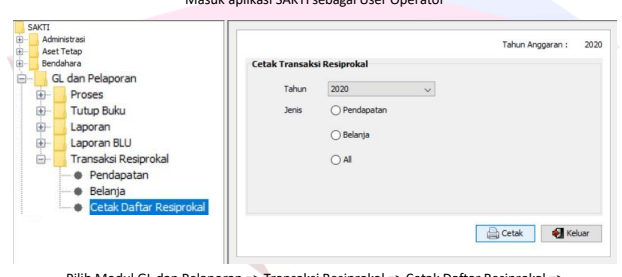 Masuk aplikasi SAKTI sebagai User Operator
SAKTI
Administrasi
Aset Tetap
Bendahara
GL dan Pelaporan
Proses
Tutup Buku
Laporan
Laporan BLU
Transaksi Resiprokal
Pendapatan
Belanja
Cetak Daftar Resiprokal
Tahun Anggaran : 2020
Cetak Transaksi Resiprokal
Tahun 2020
Jenis Pendapatan
Belanja
All
Cetak Keluar
Pilih Modul GL dan Pelaporan => Transaksi Resiprokal => Cetak Daftar Resiprokal =>